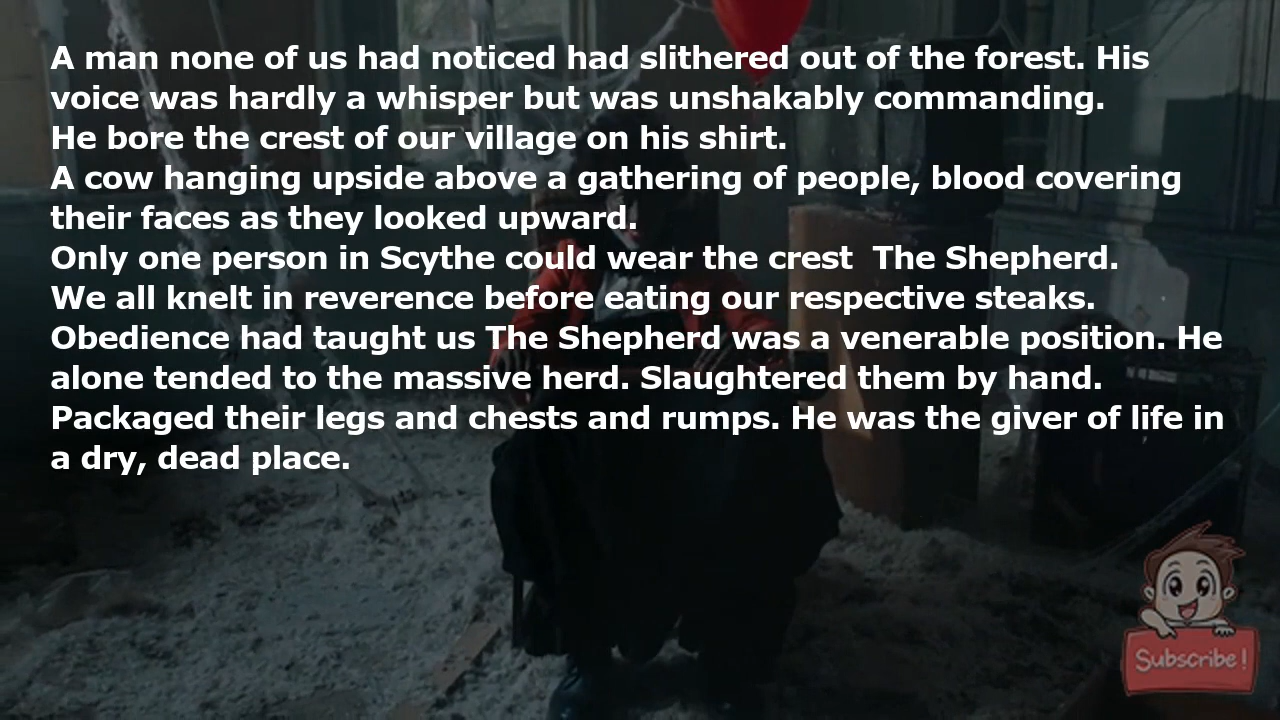 A man none of us had noticed had slithered out of the forest. His
voice was hardly a whisper but was unshakably commanding.
He bore the crest of our village on his shirt.
A cow hanging upside above a gathering of people, blood covering
their faces as they looked upward.
Only one person in Scythe could wear the crest  The Shepherd.
We all knelt in reverence before eating our respective steaks.
Obedience had taught us The Shepherd was a venerable position. He
alone tended to the massive herd. Slaughtered them by hand.
Packaged their legs and chests and rumps. He was the giver of life in
a dry, dead place.
Subscribe!